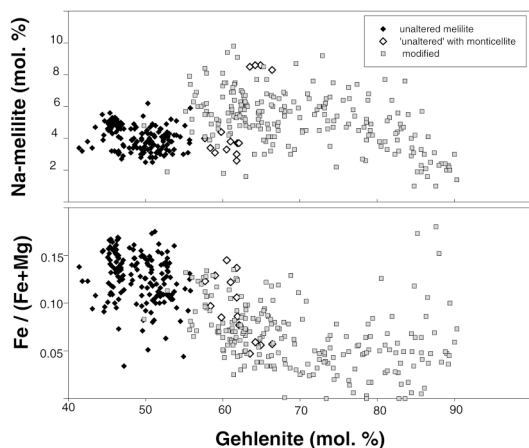 unaltered melilite
'unaltered' with monticellite
modified
Na-melilite (mol. %)
10
8
6
4
2
Fe / (Fe+Mg)
0.15
0.10
0.05
40
50
60
70
80
90
Gehlenite (mol. %)